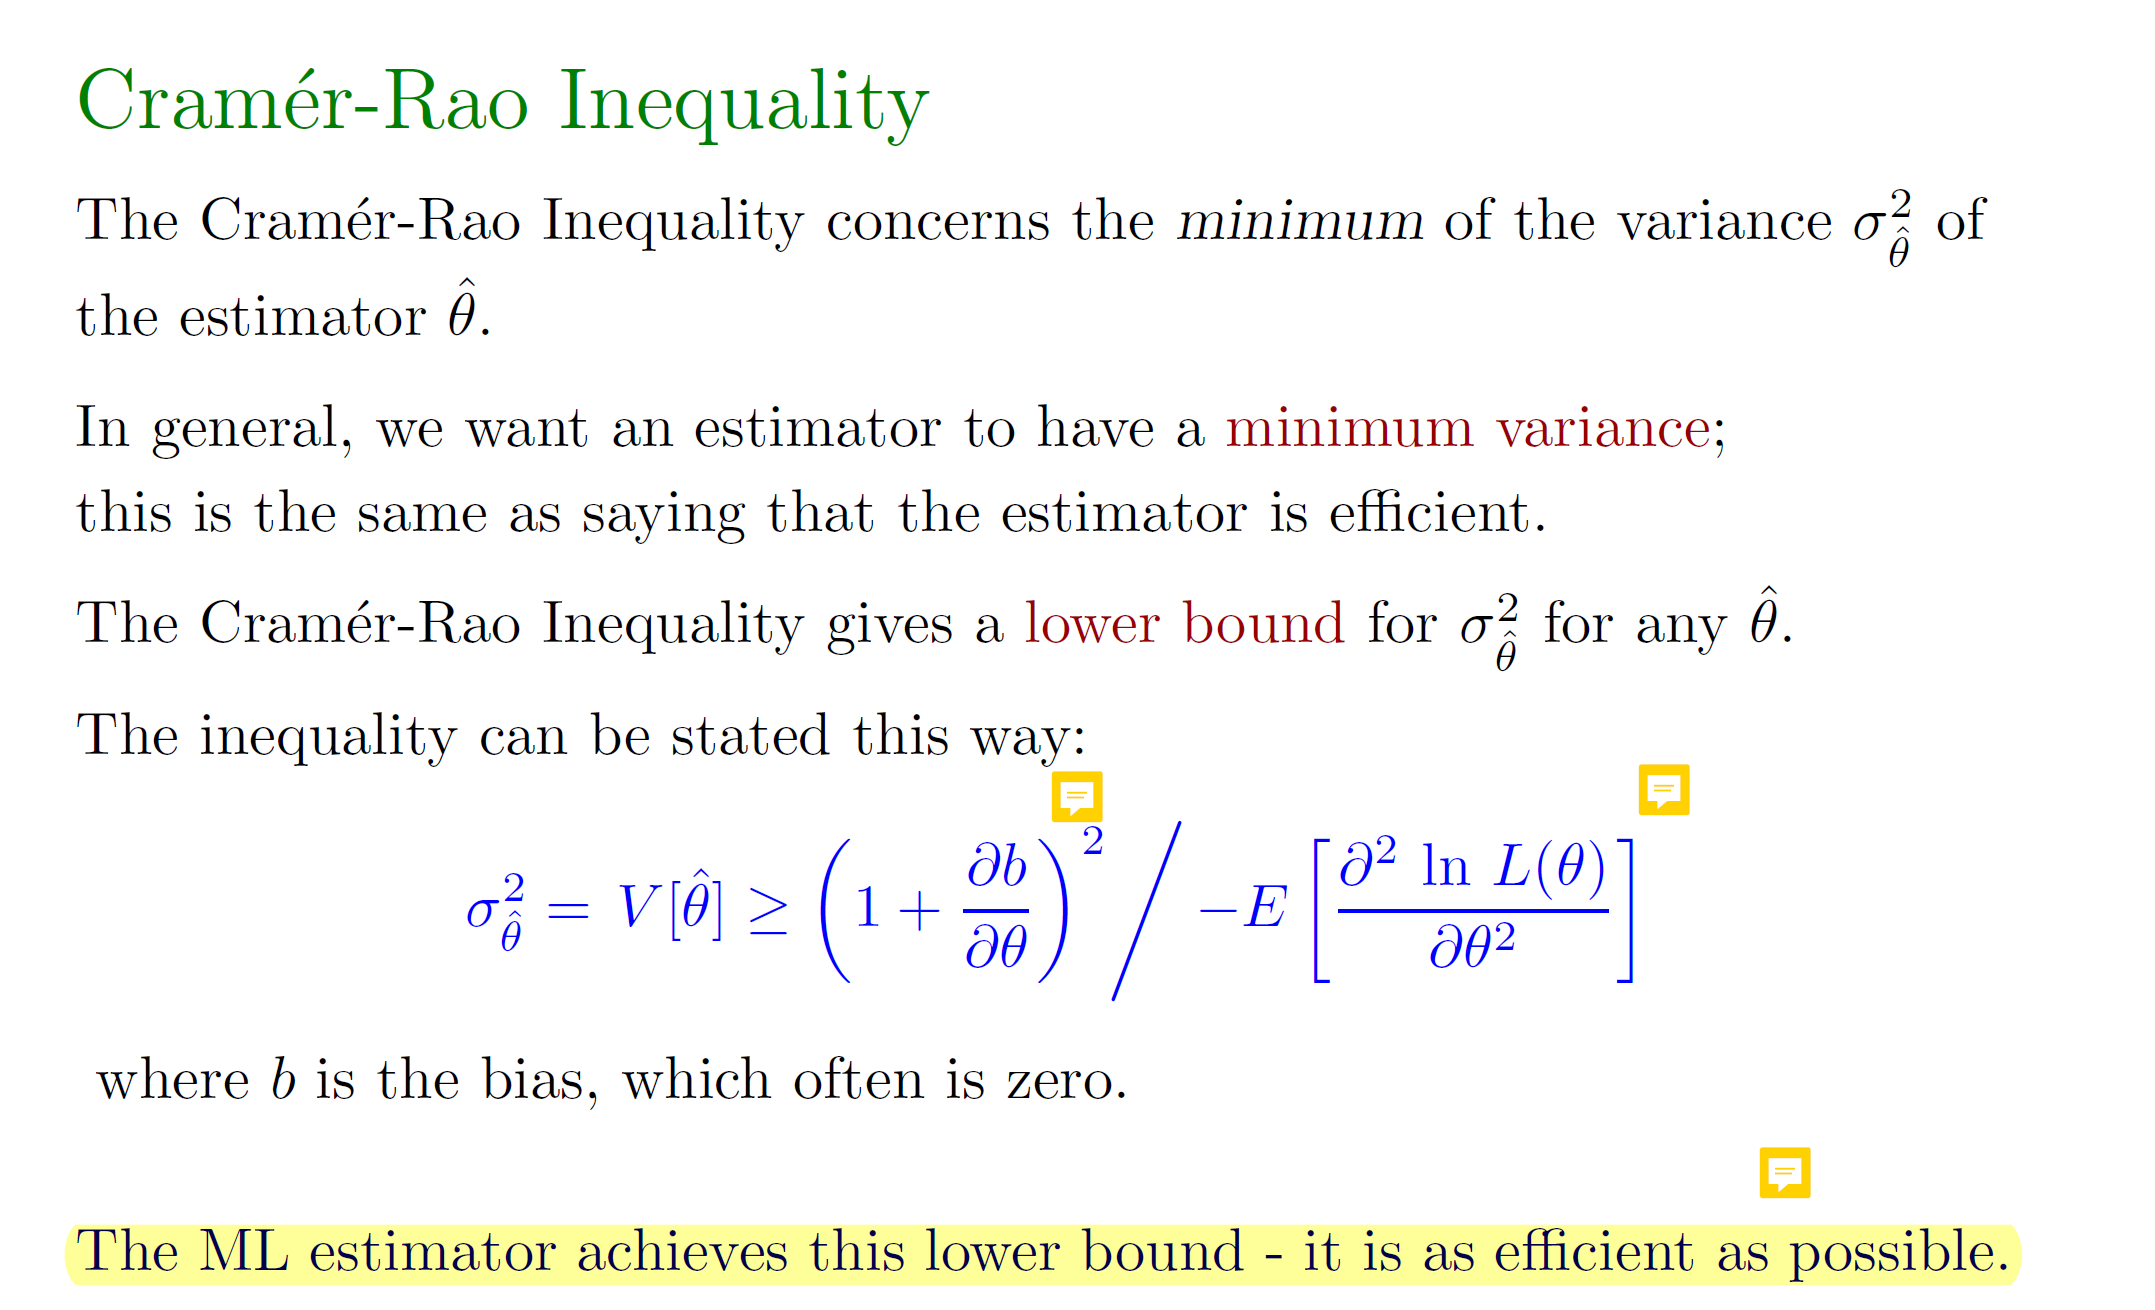 Cramér-Rao Inequality
The Cramér-Rao Inequality concerns the minimum of the variance $\sigma^2_{\hat{\theta}}$ of
the estimator $\hat{\theta}$.
In general, we want an estimator to have a minimum variance;
this is the same as saying that the estimator is efficient.
The Cramér-Rao Inequality gives a lower bound for $\sigma^2_{\hat{\theta}}$ for any $\hat{\theta}$.
The inequality can be stated this way:
$\sigma^2_{\hat{\theta}} = V[\hat{\theta}] \geq \left(1 + \frac{\partial b}{\partial \theta}\right)^2 \Big/ -E\left[\frac{\partial^2 \ln L(\theta)}{\partial \theta^2}\right]$
where $b$ is the bias, which often is zero.
The ML estimator achieves this lower bound - it is as efficient as possible.